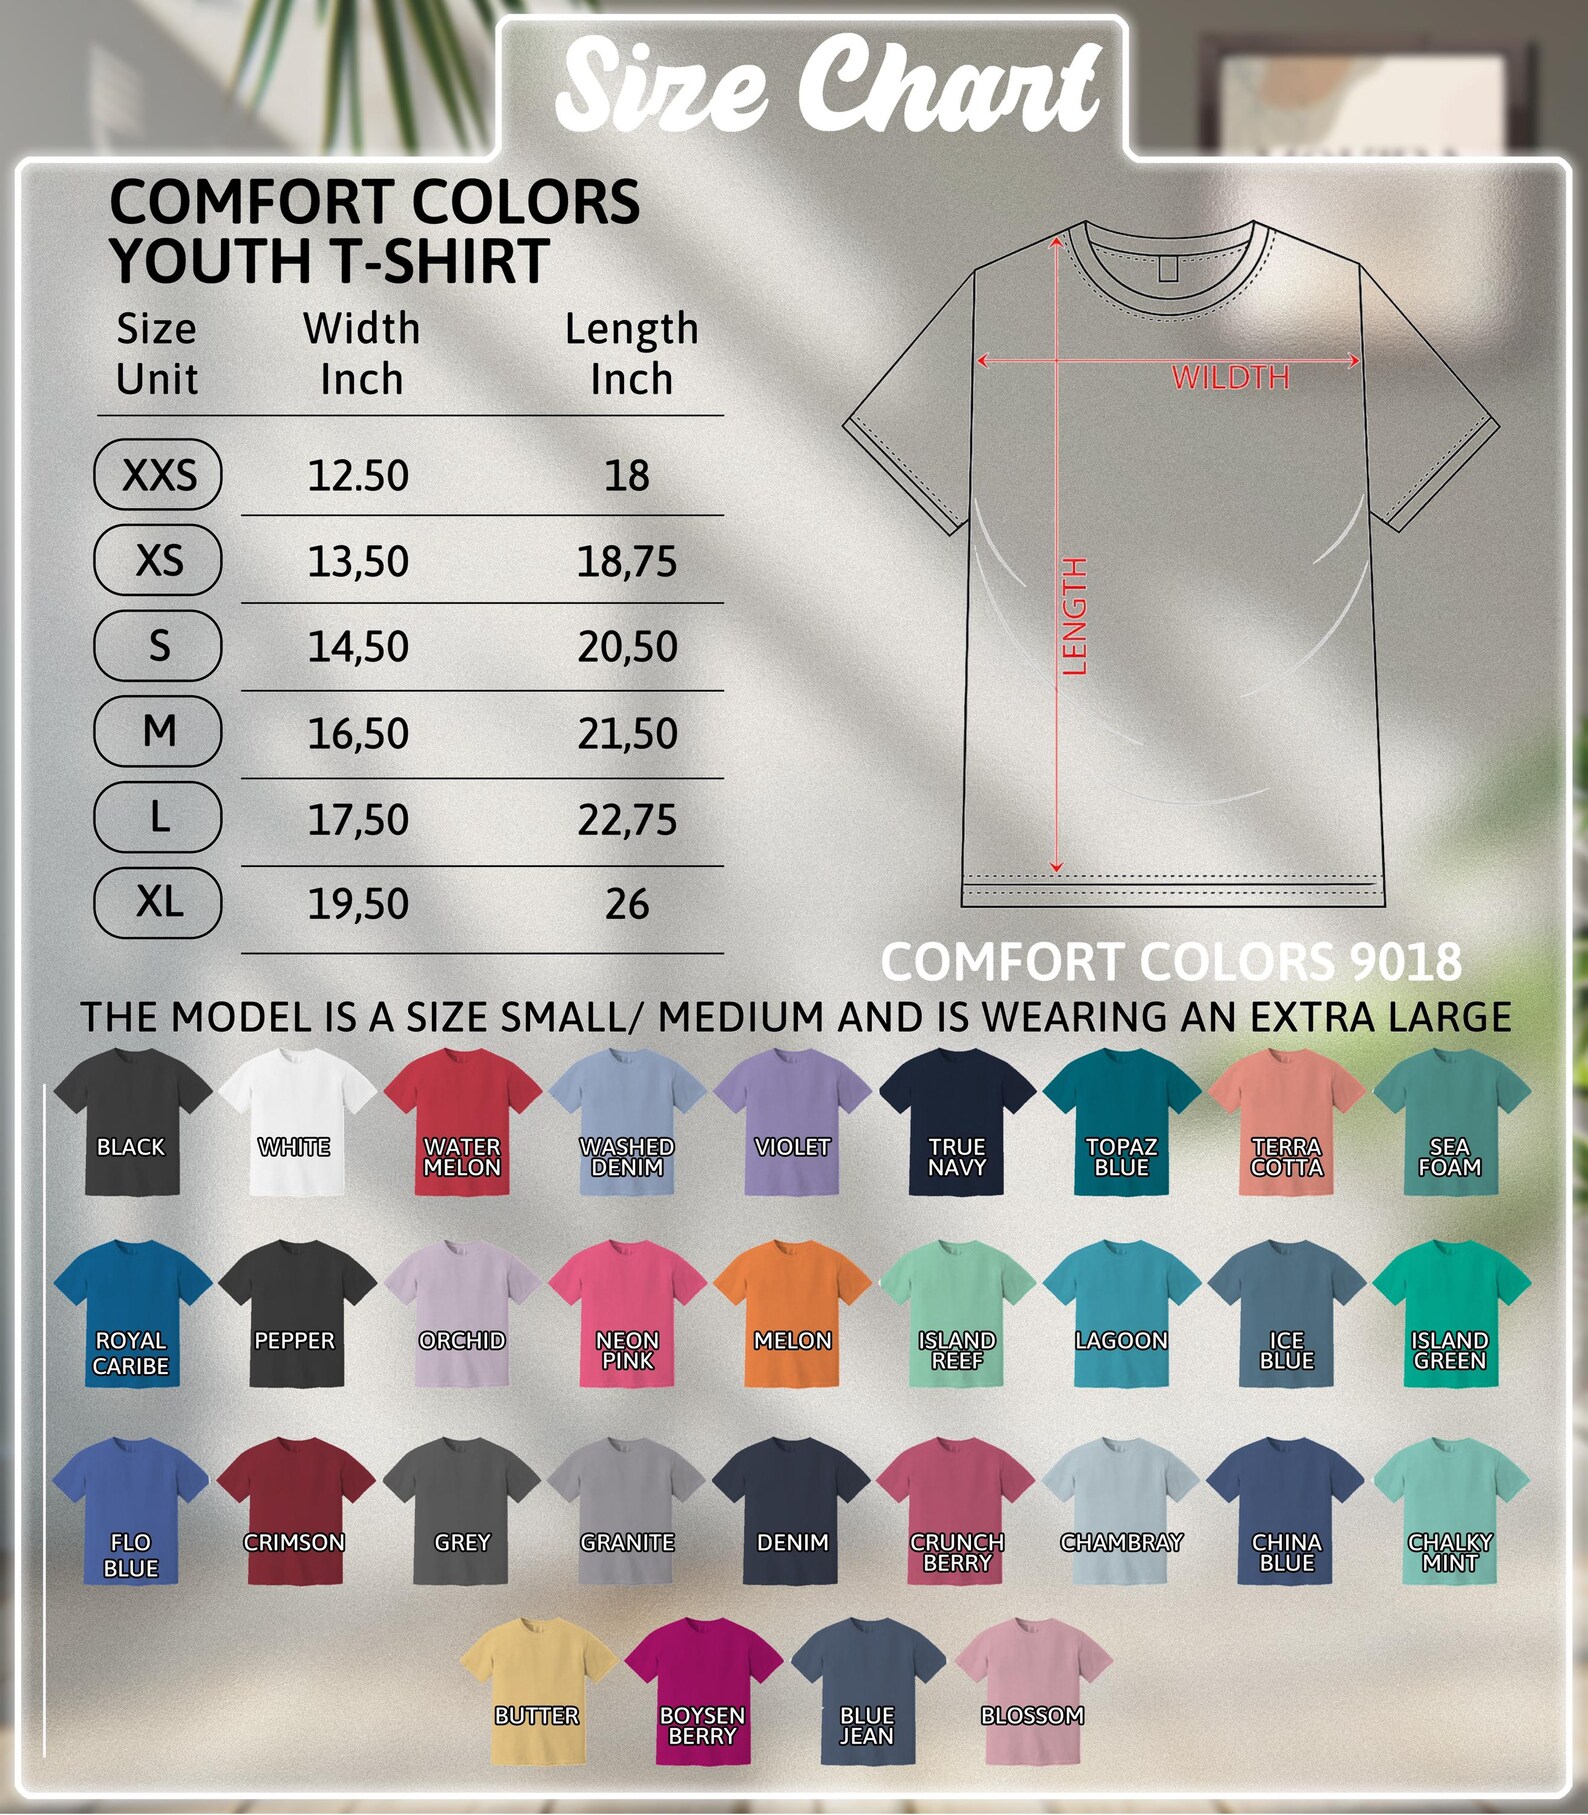 Size Chart
COMFORT COLORS
YOUTH T-SHIRT
Size Width Length
Unit Inch Inch
XXS 12.50 18
XS 13,50 18,75
S 14,50 20,50
M 16,50 21,50
L 17,50 22,75
XL 19,50 26
WILDTH
LENGTH
COMFORT COLORS 9018
THE MODEL IS A SIZE SMALL/ MEDIUM AND IS WEARING AN EXTRA LARGE
BLACK
WHITE
WATER
MELON
WASHED
DENIM
VIOLET
TRUE
NAVY
TOPAZ
BLUE
TERRA
COTTA
SEA
FOAM
ROYAL
CARIBE
PEPPER
ORCHID
NEON
PINK
MELON
ISLAND
REEF
LAGOON
ICE
BLUE
ISLAND
GREEN
FLO
BLUE
CRIMSON
GREY
GRANITE
DENIM
CRUNCH
BERRY
CHAMBRAY
CHINA
BLUE
CHALKY
MINT
BUTTER
BOYSEN
BERRY
BLUE
JEAN
BLOSSOM